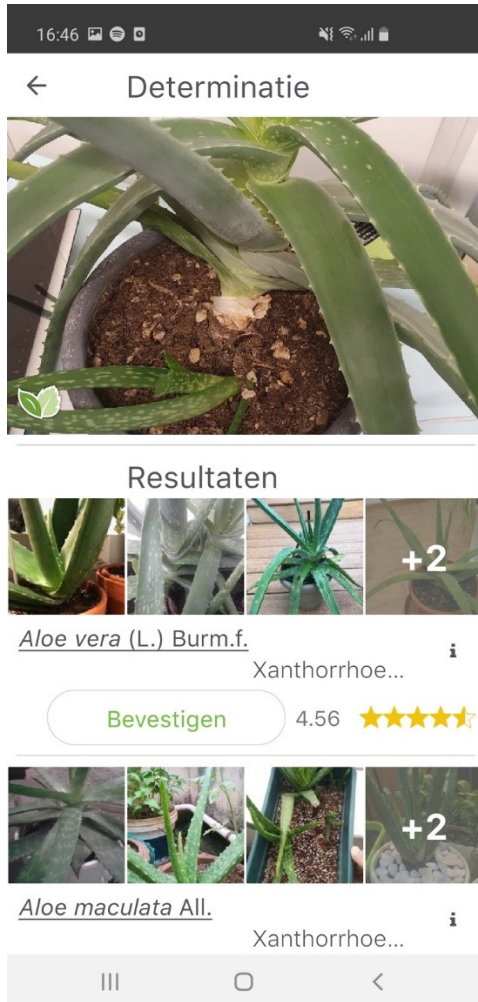 16:46
Determinatie
Resultaten
+2
Aloe vera (L.) Burm.f.
Xanthorrhoe...
Bevestigen
4.56
+2
Aloe maculata All.
Xanthorrhoe...